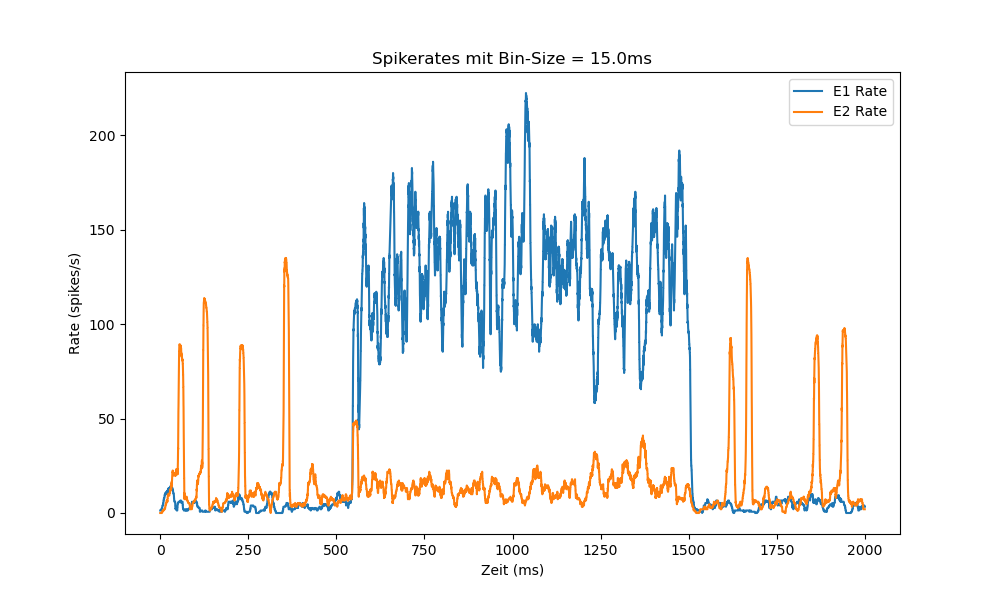 Spikerates mit Bin-Size = 15.0ms
E1 Rate
E2 Rate
Rate (spikes/s)
200
150
100
50
0
0 250 500 750 1000 1250 1500 1750 2000
Zeit (ms)